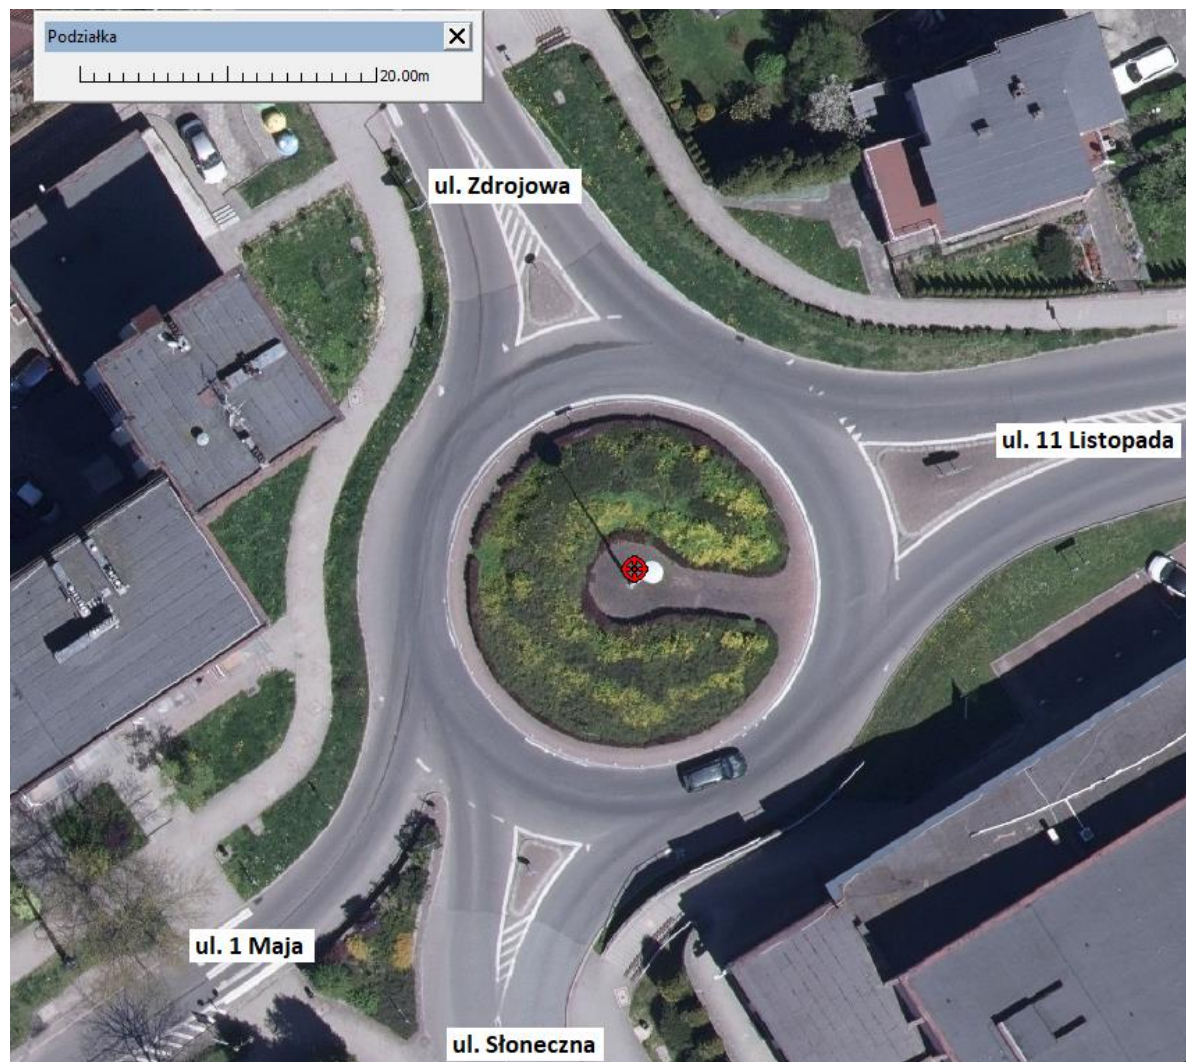 Podziałka
20.00m
ul. Zdrojowa
ul. 11 Listopada
ul. 1 Maja
ul. Słoneczna